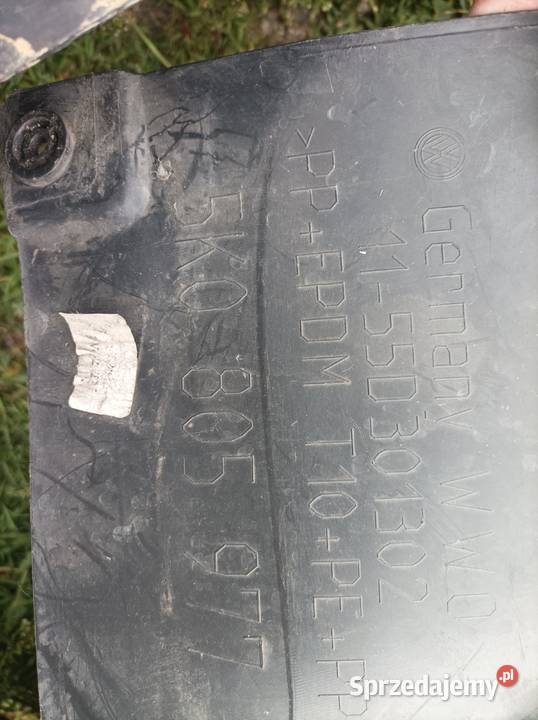 Germany WWO
11-55D301302
>PP+EPDM T10+PE+PP
5K0 805 977
Sprzedajemy.pl